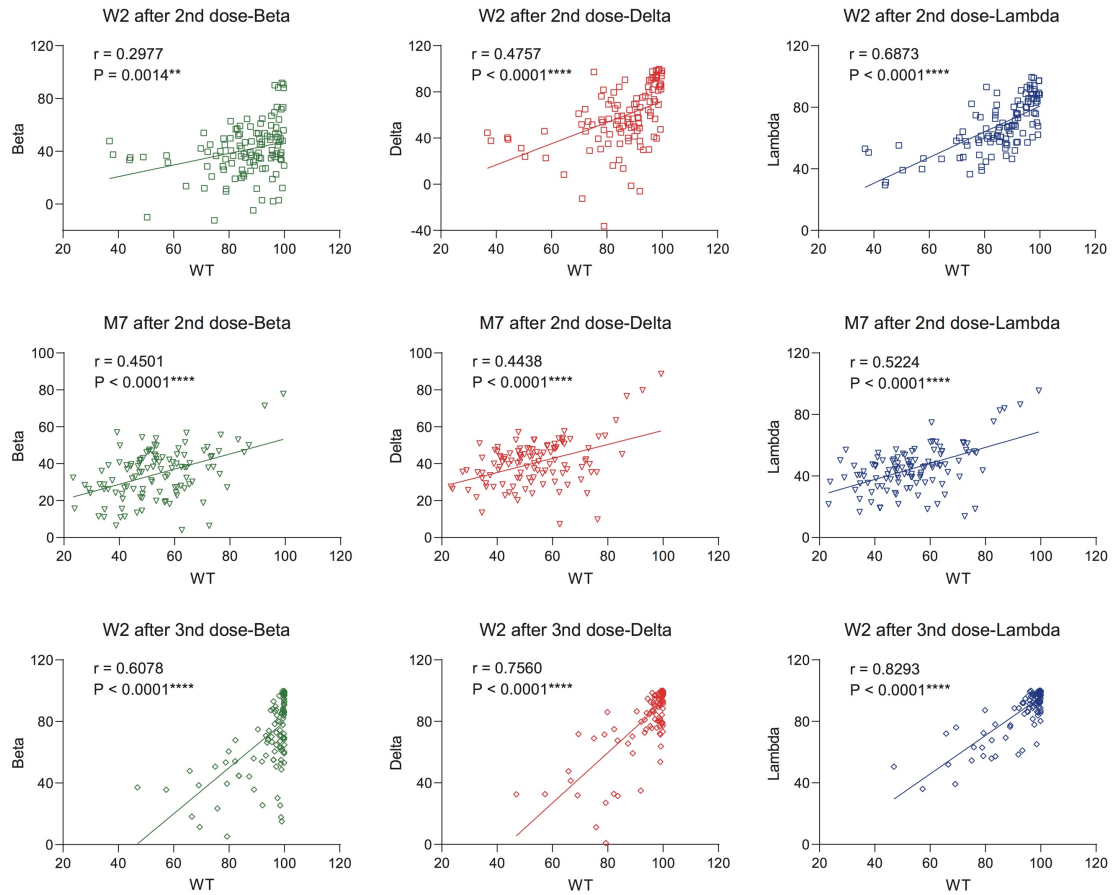 W2 after 2nd dose-Beta
r = 0.2977
P = 0.0014**
120
80
40
0
Beta
20 40 60 80 100 120
WT
W2 after 2nd dose-Delta
r = 0.4757
P < 0.0001****
120
80
40
0
-40
Delta
20 40 60 80 100 120
WT
W2 after 2nd dose-Lambda
r = 0.6873
P < 0.0001****
120
80
40
0
Lambda
20 40 60 80 100 120
WT
M7 after 2nd dose-Beta
r = 0.4501
P < 0.0001****
100
80
60
40
20
0
Beta
20 40 60 80 100 120
WT
M7 after 2nd dose-Delta
r = 0.4438
P < 0.0001****
100
80
60
40
20
0
Delta
20 40 60 80 100 120
WT
M7 after 2nd dose-Lambda
r = 0.5224
P < 0.0001****
120
80
40
0
Lambda
20 40 60 80 100 120
WT
W2 after 3nd dose-Beta
r = 0.6078
P < 0.0001****
120
80
40
0
Beta
20 40 60 80 100 120
WT
W2 after 3nd dose-Delta
r = 0.7560
P < 0.0001****
120
80
40
0
Delta
20 40 60 80 100 120
WT
W2 after 3nd dose-Lambda
r = 0.8293
P < 0.0001****
120
80
40
0
Lambda
20 40 60 80 100 120
WT